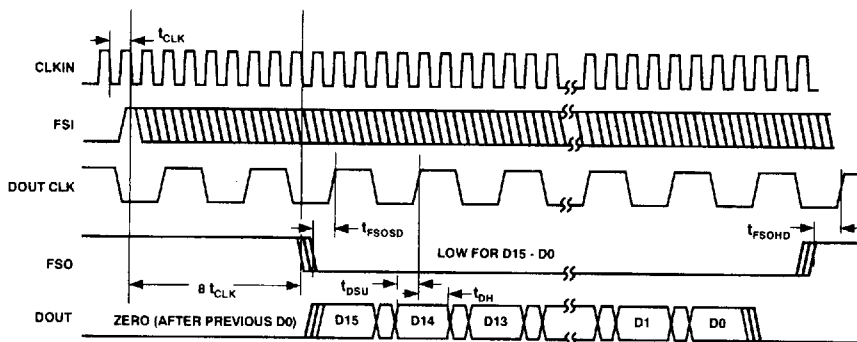 tCLK
CLKIN
FSI
DOUT CLK
tFSOSD
tFSOHD
LOW FOR D15 - D0
FSO
8 tCLK
tDSU
tDH
DOUT
ZERO (AFTER PREVIOUS D0)
D15
D14
D13
D1
D0